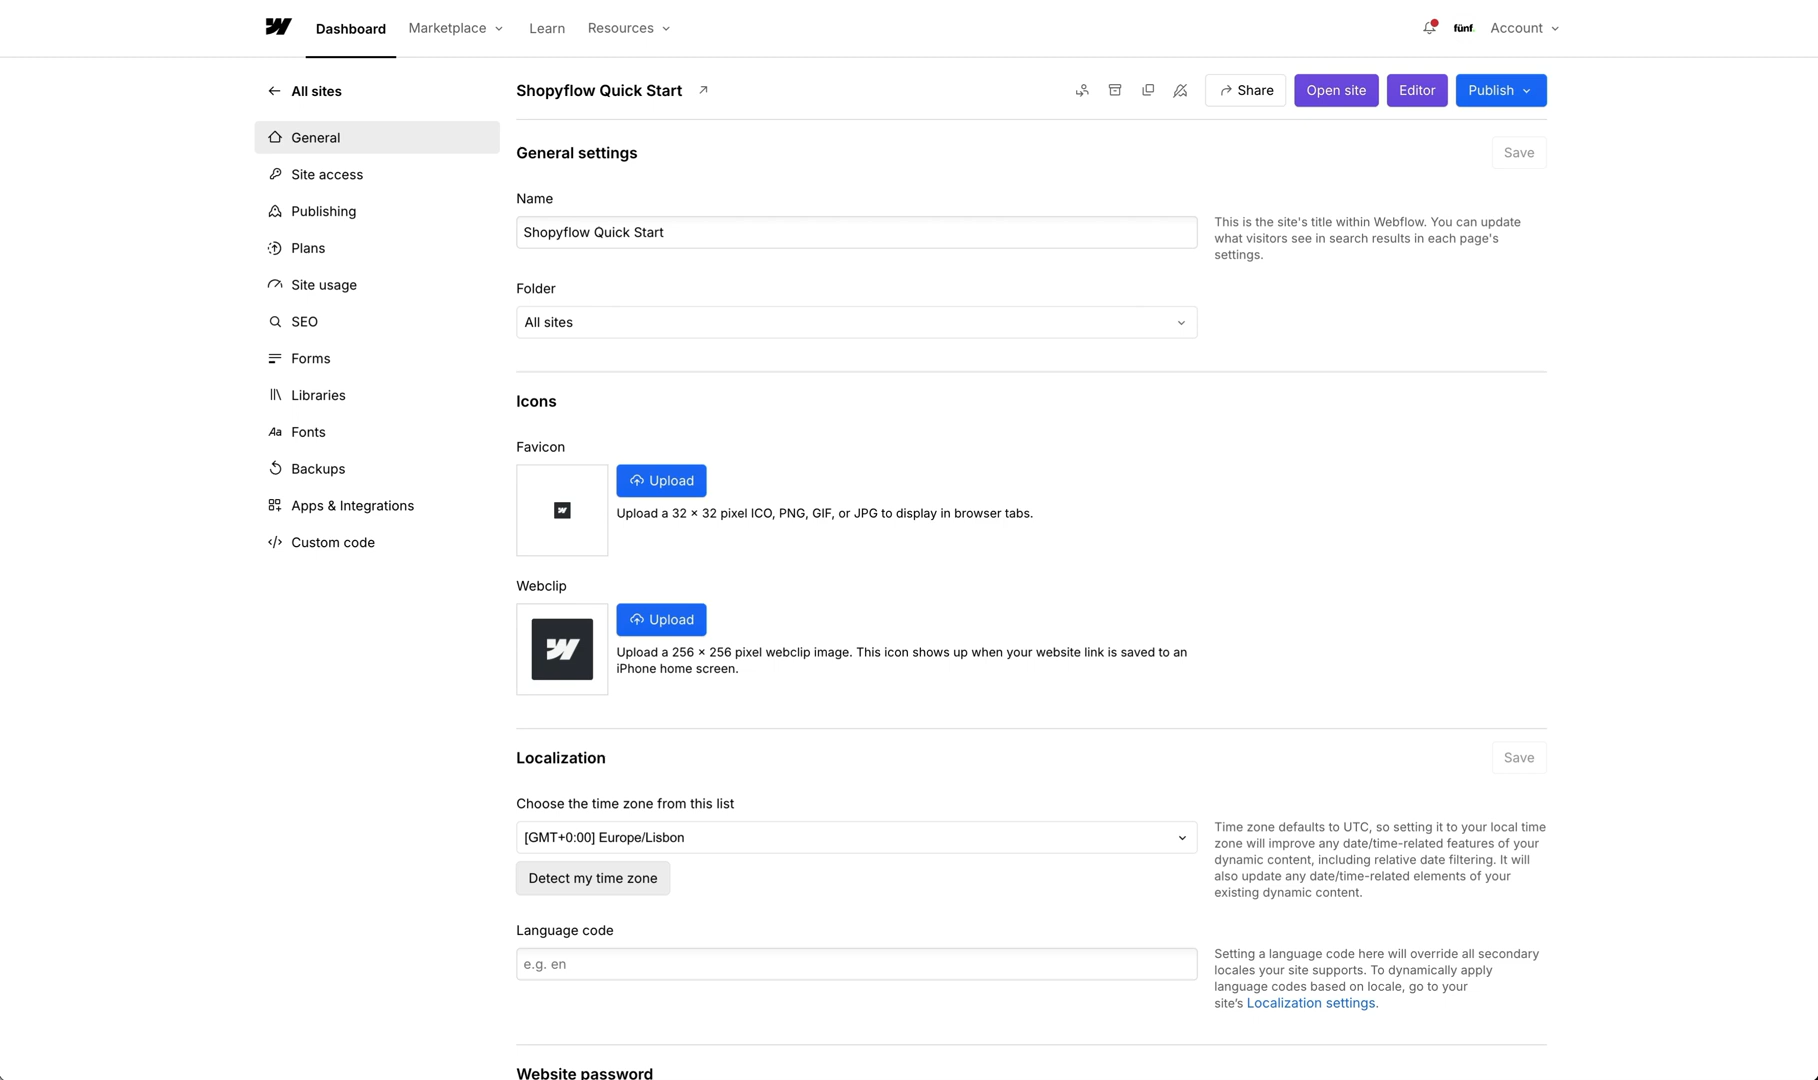 Dashboard
Marketplace
Learn
Resources
fünf.
Account
All sites
General
Site access
Publishing
Plans
Site usage
SEO
Forms
Libraries
Aa Fonts
Backups
Apps & Integrations
Custom code
Shopyflow Quick Start
Share
Open site
Editor
Publish
General settings
Save
Name
Shopyflow Quick Start
This is the site's title within Webflow. You can update
what visitors see in search results in each page's
settings.
Folder
All sites
Icons
Favicon
Upload
Upload a 32 × 32 pixel ICO, PNG, GIF, or JPG to display in browser tabs.
Webclip
Upload
Upload a 256 × 256 pixel webclip image. This icon shows up when your website link is saved to an
iPhone home screen.
Localization
Save
Choose the time zone from this list
[GMT+0:00] Europe/Lisbon
Detect my time zone
Time zone defaults to UTC, so setting it to your local time
zone will improve any date/time-related features of your
dynamic content, including relative date filtering. It will
also update any date/time-related elements of your
existing dynamic content.
Language code
e.g. en
Setting a language code here will override all secondary
locales your site supports. To dynamically apply
language codes based on locale, go to your
site's Localization settings.
Website password